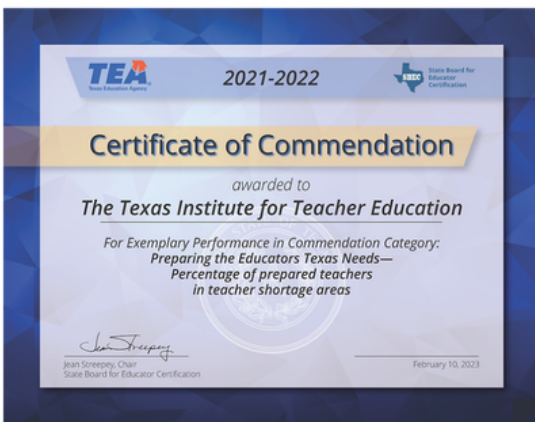 TEA
Texas Education Agency
2021-2022
SBEC
State Board for
Educator
Certification
Certificate of Commendation
awarded to
The Texas Institute for Teacher Education
For Exemplary Performance in Commendation Category:
Preparing the Educators Texas Needs—
Percentage of prepared teachers
in teacher shortage areas
Jean Streepey
Jean Streepey, Chair
State Board for Educator Certification
February 10, 2023